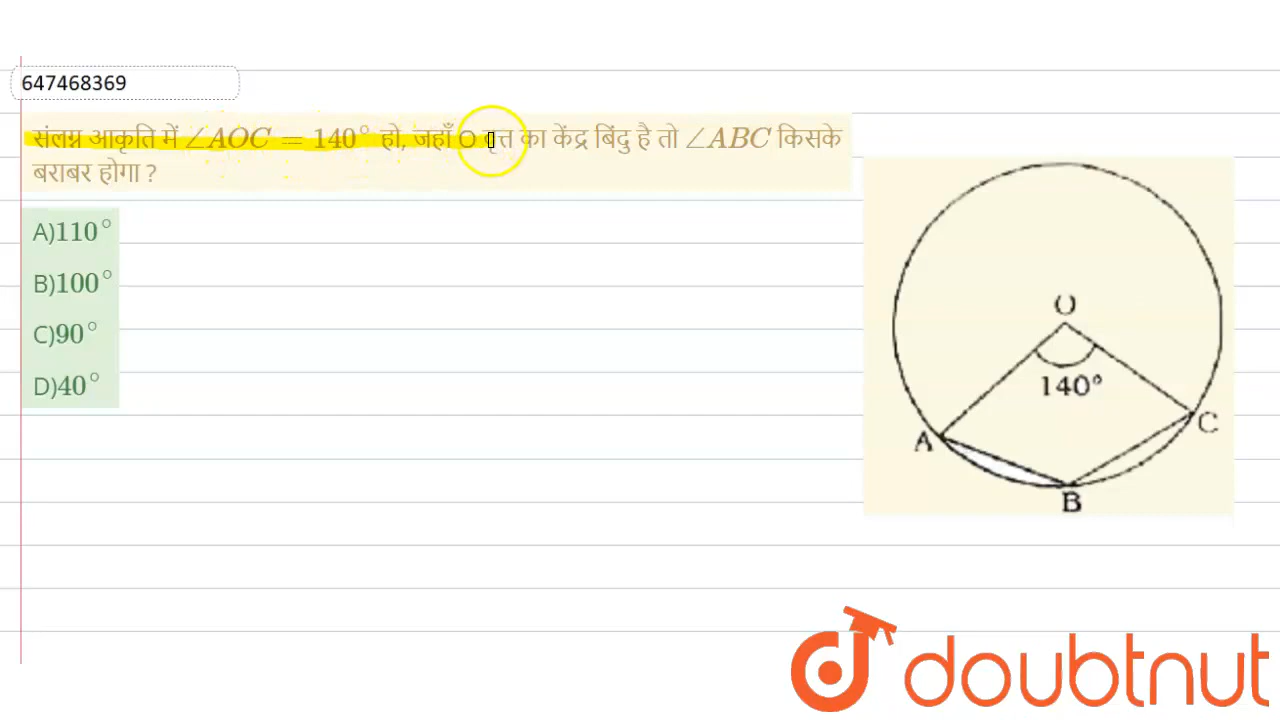 647468369
संलग्न आकृति में ∠AOC = 140° हो, जहाँ O वृत्त का केंद्र बिंदु है तो ∠ABC किसके
बराबर होगा ?
A)110°
B)100°
C)90°
D)40°
O
140°
A
C
B
doubtnut